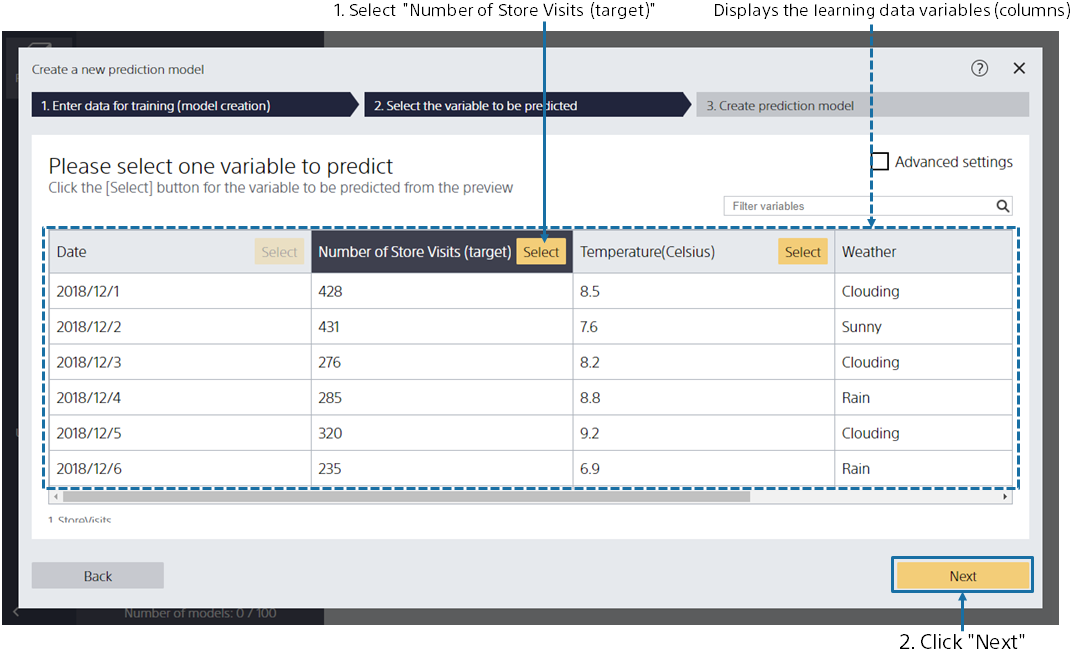 1. Select "Number of Store Visits (target)"
Displays the learning data variables (columns)
Create a new prediction model
1. Enter data for training (model creation)
2. Select the variable to be predicted
3. Create prediction model
Please select one variable to predict
Advanced settings
Click the [Select] button for the variable to be predicted from the preview
Filter variables
Date Select Number of Store Visits (target) Select Temperature(Celsius) Select Weather
2018/12/1 428 8.5 Clouding
2018/12/2 431 7.6 Sunny
2018/12/3 276 8.2 Clouding
2018/12/4 285 8.8 Rain
2018/12/5 320 9.2 Clouding
2018/12/6 235 6.9 Rain
1 StoreVisits
Back
Next
Number of models: 0 / 100
2. Click "Next"